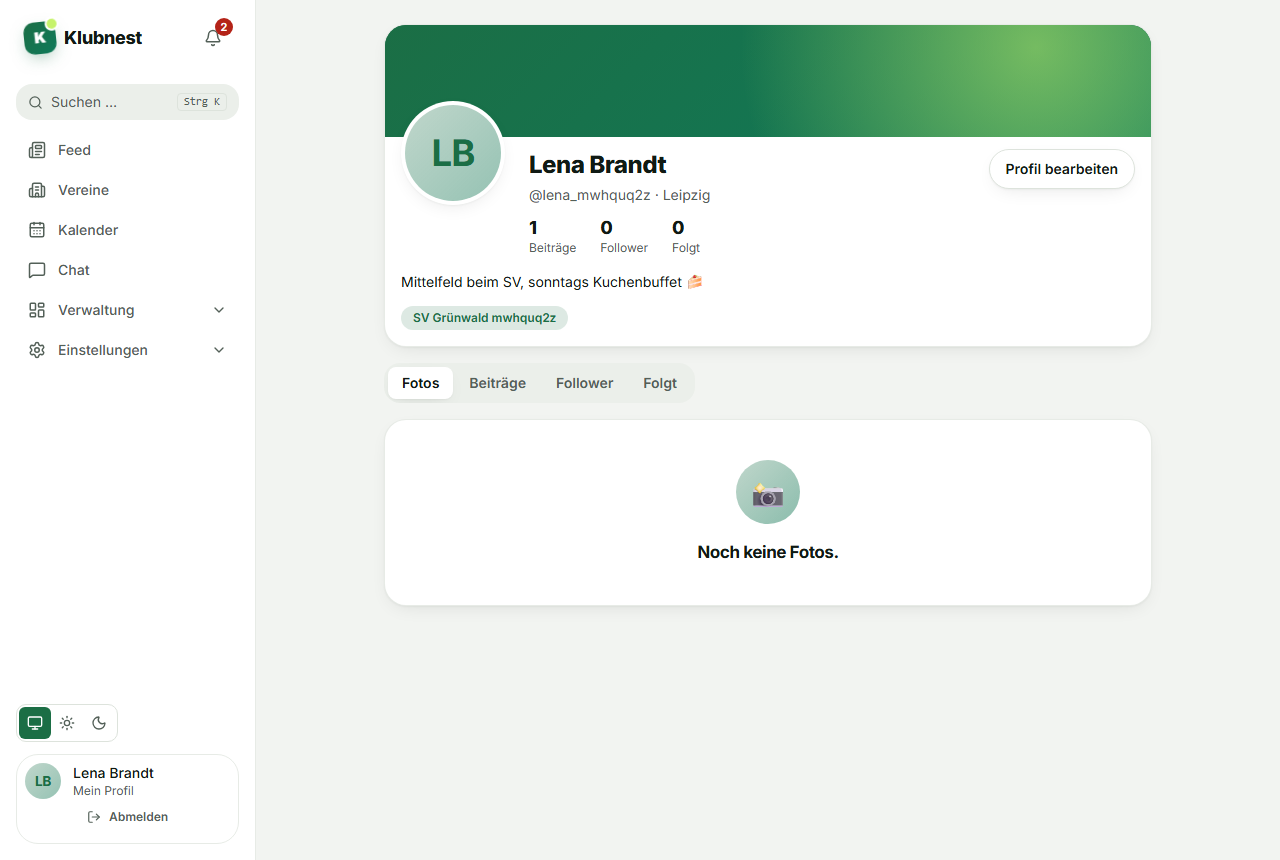 K Klubnest 2
Suchen ... Strg K
Feed
Vereine
Kalender
Chat
Verwaltung
Einstellungen
LB
Lena Brandt
Mein Profil
Abmelden
LB
Lena Brandt
@lena_mwhquq2z · Leipzig
Profil bearbeiten
1 0 0
Beiträge Follower Folgt
Mittelfeld beim SV, sonntags Kuchenbuffet 🍰
SV Grünwald mwhquq2z
Fotos Beiträge Follower Folgt
Noch keine Fotos.